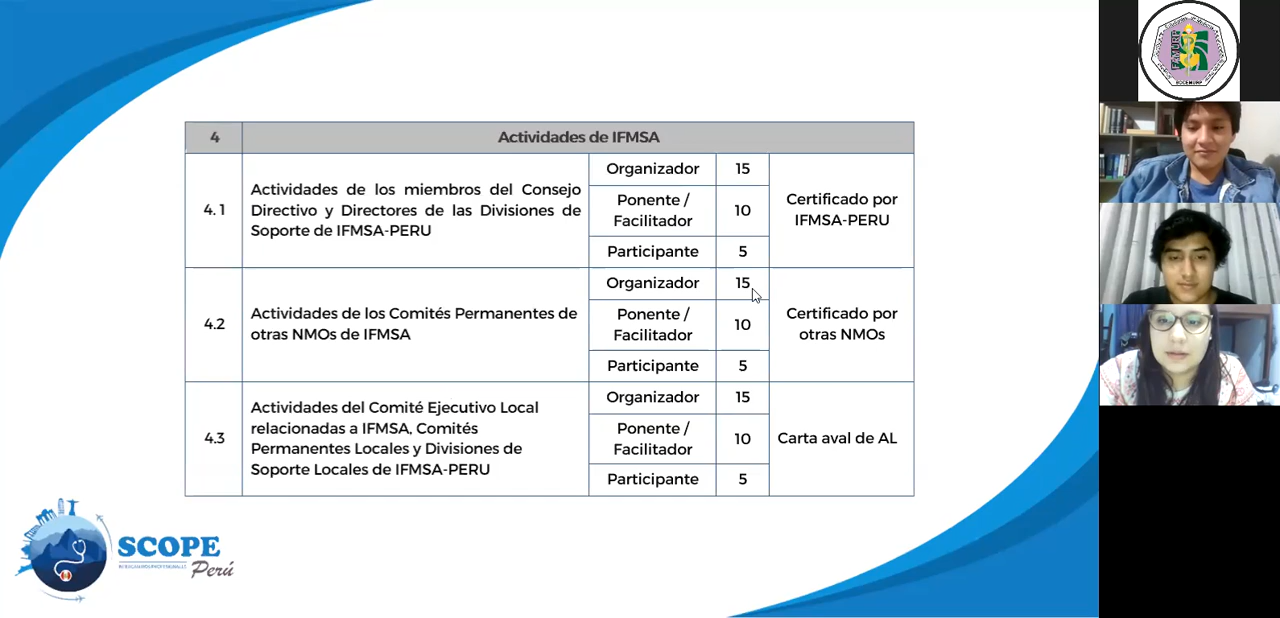 4
Actividades de IFMSA
4.1
Actividades de los miembros del Consejo
Directivo y Directores de las Divisiones de
Soporte de IFMSA-PERU
Organizador
15
Ponente /
Facilitador
10
Participante
5
Certificado por
IFMSA-PERU
4.2
Actividades de los Comités Permanentes de
otras NMOs de IFMSA
Organizador
15
Ponente /
Facilitador
10
Participante
5
Certificado por
otras NMOs
4.3
Actividades del Comité Ejecutivo Local
relacionadas a IFMSA, Comités
Permanentes Locales y Divisiones de
Soporte Locales de IFMSA-PERU
Organizador
15
Ponente /
Facilitador
10
Participante
5
Carta aval de AL
SCOPE
Perú
FAMURP
SOCEMURP